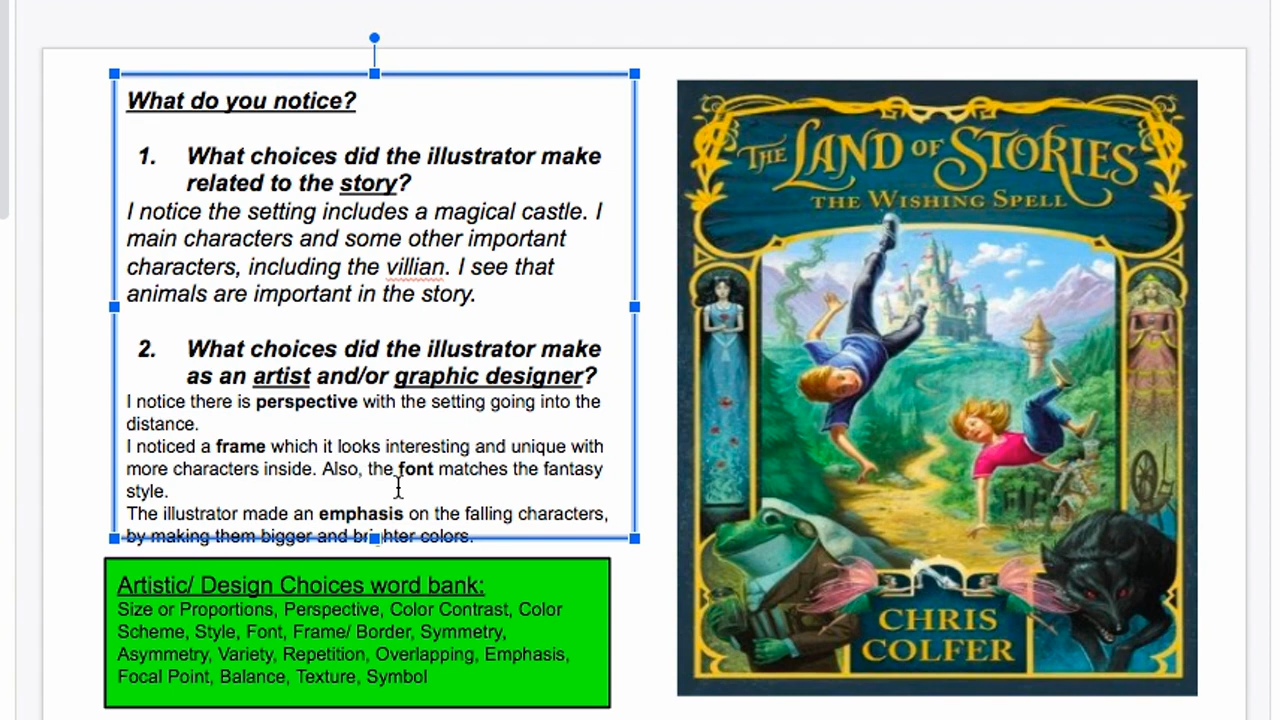 What do you notice?
1. What choices did the illustrator make
related to the story?
I notice the setting includes a magical castle. I
main characters and some other important
characters, including the villian. I see that
animals are important in the story.
2. What choices did the illustrator make
as an artist and/or graphic designer?
I notice there is perspective with the setting going into the
distance.
I noticed a frame which it looks interesting and unique with
more characters inside. Also, the font matches the fantasy
style.
The illustrator made an emphasis on the falling characters,
by making them bigger and brighter colors.
Artistic/ Design Choices word bank:
Size or Proportions, Perspective, Color Contrast, Color
Scheme, Style, Font, Frame/ Border, Symmetry,
Asymmetry, Variety, Repetition, Overlapping, Emphasis,
Focal Point, Balance, Texture, Symbol
THE LAND OF STORIES
THE WISHING SPELL
CHRIS
COLFER